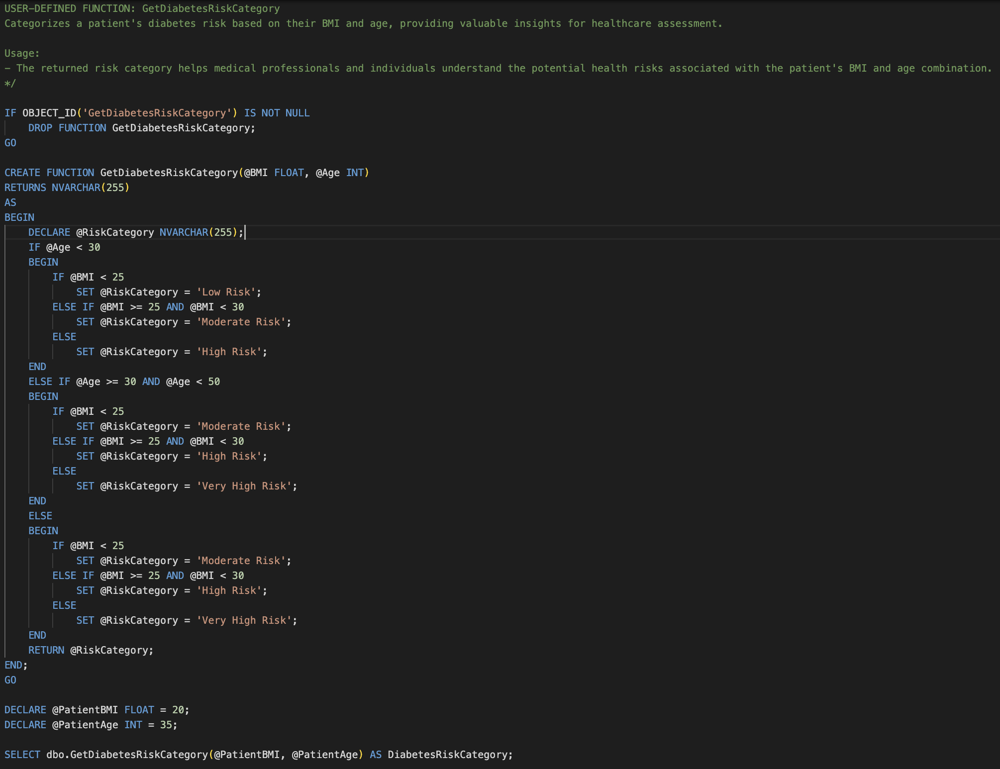 USER-DEFINED FUNCTION: GetDiabetesRiskCategory
Categorizes a patient's diabetes risk based on their BMI and age, providing valuable insights for healthcare assessment.

Usage:
- The returned risk category helps medical professionals and individuals understand the potential health risks associated with the patient's BMI and age combination.
*/

IF OBJECT_ID('GetDiabetesRiskCategory') IS NOT NULL
    DROP FUNCTION GetDiabetesRiskCategory;
GO

CREATE FUNCTION GetDiabetesRiskCategory(@BMI FLOAT, @Age INT)
RETURNS NVARCHAR(255)
AS
BEGIN
    DECLARE @RiskCategory NVARCHAR(255);
    IF @Age < 30
    BEGIN
        IF @BMI < 25
            SET @RiskCategory = 'Low Risk';
        ELSE IF @BMI >= 25 AND @BMI < 30
            SET @RiskCategory = 'Moderate Risk';
        ELSE
            SET @RiskCategory = 'High Risk';
    END
    ELSE IF @Age >= 30 AND @Age < 50
    BEGIN
        IF @BMI < 25
            SET @RiskCategory = 'Moderate Risk';
        ELSE IF @BMI >= 25 AND @BMI < 30
            SET @RiskCategory = 'High Risk';
        ELSE
            SET @RiskCategory = 'Very High Risk';
    END
    ELSE
    BEGIN
        IF @BMI < 25
            SET @RiskCategory = 'Moderate Risk';
        ELSE IF @BMI >= 25 AND @BMI < 30
            SET @RiskCategory = 'High Risk';
        ELSE
            SET @RiskCategory = 'Very High Risk';
    END
    RETURN @RiskCategory;
END;
GO

DECLARE @PatientBMI FLOAT = 20;
DECLARE @PatientAge INT = 35;

SELECT dbo.GetDiabetesRiskCategory(@PatientBMI, @PatientAge) AS DiabetesRiskCategory;